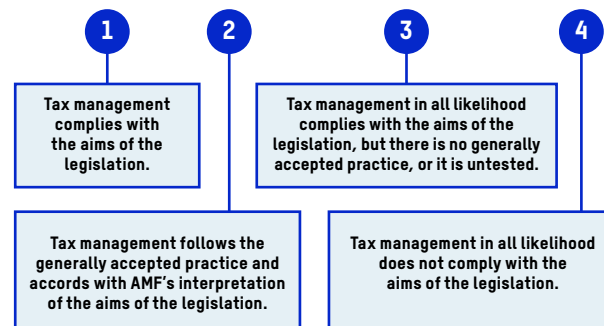 1
2
3
4
Tax management
complies with
the aims of the
legislation.
Tax management in all likelihood
complies with the aims of the
legislation, but there is no generally
accepted practice, or it is untested.
Tax management follows the
generally accepted practice and
accords with AMF's interpretation
of the aims of the legislation.
Tax management in all likelihood
does not comply with the
aims of the legislation.